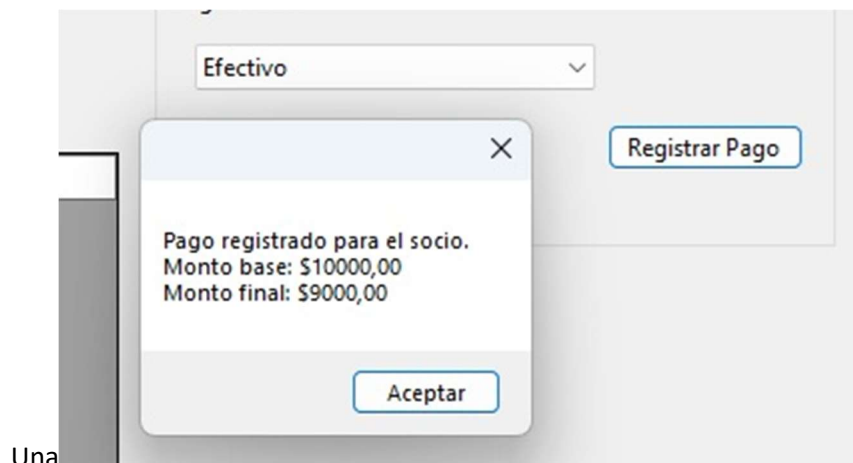 Efectivo
Registrar Pago
Pago registrado para el socio.
Monto base: $10000,00
Monto final: $9000,00
Aceptar
Una